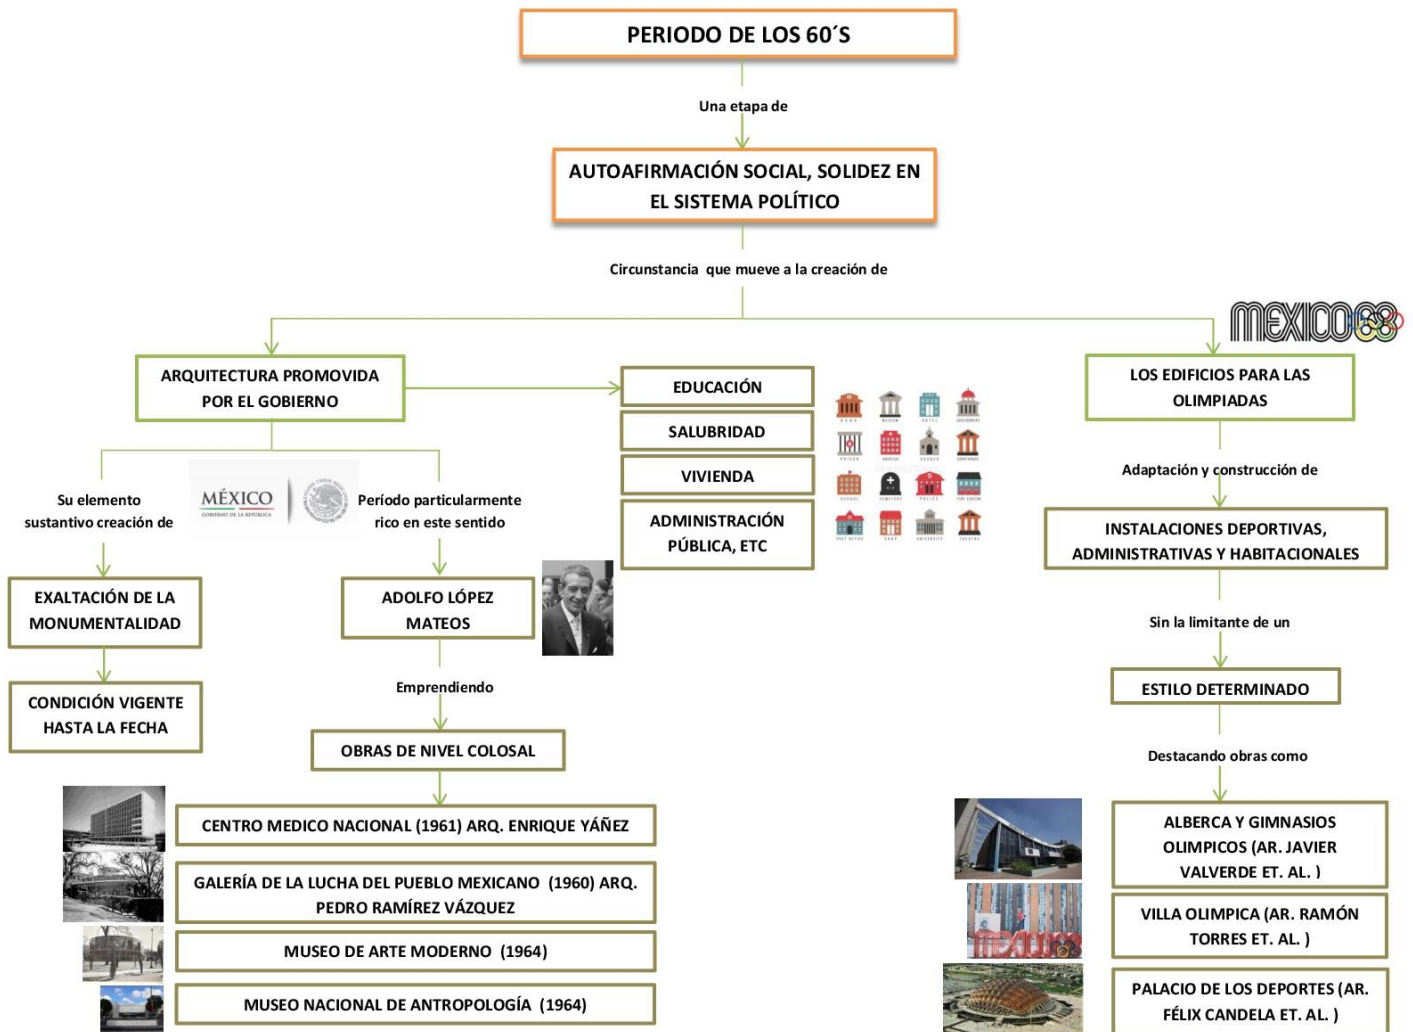 PERIODO DE LOS 60´S
Una etapa de
AUTOAFIRMACIÓN SOCIAL, SOLIDEZ EN
EL SISTEMA POLÍTICO
Circunstancia que mueve a la creación de
ARQUITECTURA PROMOVIDA
POR EL GOBIERNO
EDUCACIÓN
SALUBRIDAD
VIVIENDA
ADMINISTRACIÓN
PÚBLICA, ETC
MÉXICO
GOBIERNO DE LA REPÚBLICA
Su elemento
sustantivo creación de
EXALTACIÓN DE LA
MONUMENTALIDAD
CONDICIÓN VIGENTE
HASTA LA FECHA
Período particularmente
rico en este sentido
ADOLFO LÓPEZ
MATEOS
Emprendiendo
OBRAS DE NIVEL COLOSAL
CENTRO MEDICO NACIONAL (1961) ARQ. ENRIQUE YÁÑEZ
GALERÍA DE LA LUCHA DEL PUEBLO MEXICANO (1960) ARQ.
PEDRO RAMÍREZ VÁZQUEZ
MUSEO DE ARTE MODERNO (1964)
MUSEO NACIONAL DE ANTROPOLOGÍA (1964)
MEXICO68
LOS EDIFICIOS PARA LAS
OLIMPIADAS
Adaptación y construcción de
INSTALACIONES DEPORTIVAS,
ADMINISTRATIVAS Y HABITACIONALES
Sin la limitante de un
ESTILO DETERMINADO
Destacando obras como
ALBERCA Y GIMNASIOS
OLIMPICOS (AR. JAVIER
VALVERDE ET. AL. )
VILLA OLIMPICA (AR. RAMÓN
TORRES ET. AL. )
MEXICO68
PALACIO DE LOS DEPORTES (AR.
FÉLIX CANDELA ET. AL. )